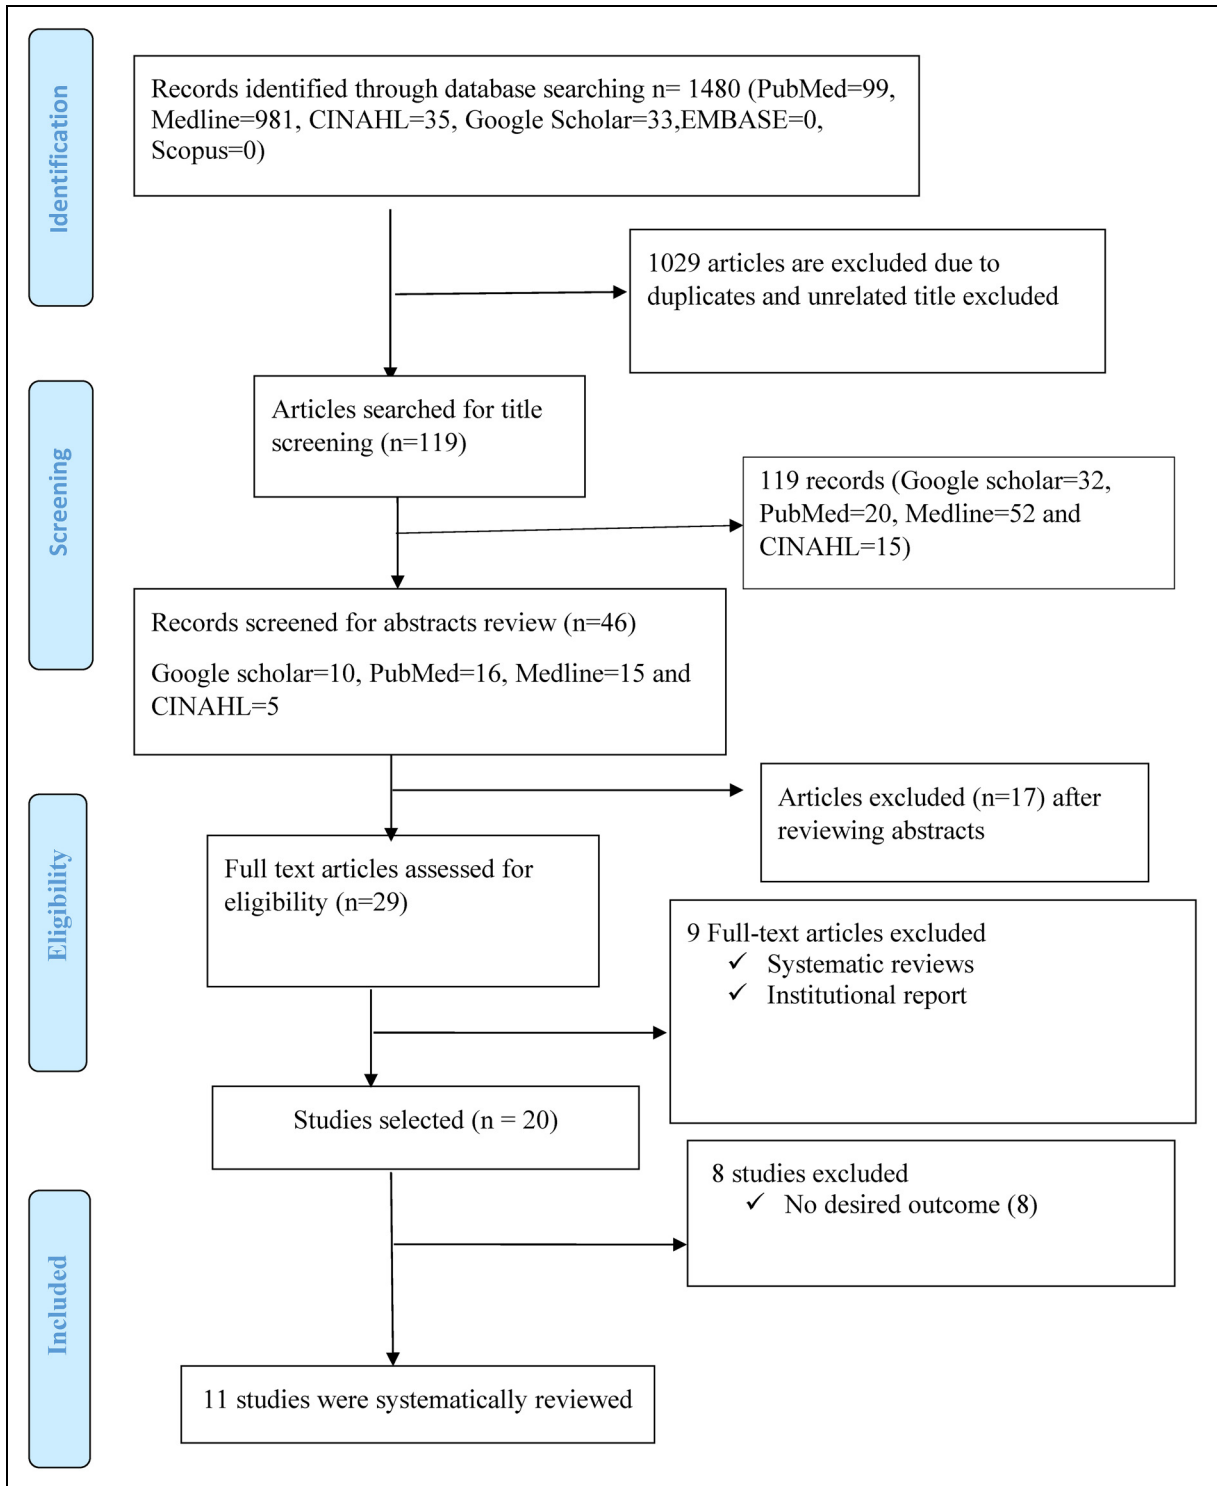 Identification
Records identified through database searching n= 1480 (PubMed=99,
Medline=981, CINAHL=35, Google Scholar=33,EMBASE=0,
Scopus=0)
1029 articles are excluded due to
duplicates and unrelated title excluded
Screening
Articles searched for title
screening (n=119)
119 records (Google scholar=32,
PubMed=20, Medline=52 and
CINAHL=15)
Records screened for abstracts review (n=46)
Google scholar=10, PubMed=16, Medline=15 and
CINAHL=5
Eligibility
Articles excluded (n=17) after
reviewing abstracts
Full text articles assessed for
eligibility (n=29)
9 Full-text articles excluded
✓ Systematic reviews
✓ Institutional report
Studies selected (n = 20)
Included
8 studies excluded
✓ No desired outcome (8)
11 studies were systematically reviewed